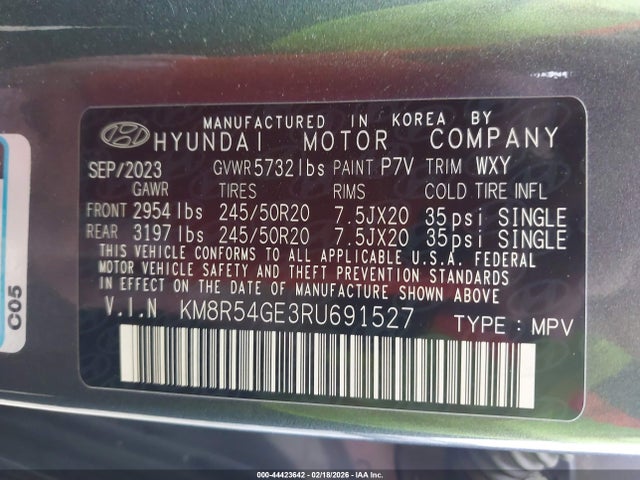 MANUFACTURED IN KOREA BY
HYUNDAI MOTOR COMPANY
SEP/2023 GVWR 5732 lbs PAINT P7V TRIM WXY
GAWR TIRES RIMS COLD TIRE INFL
FRONT 2954 lbs 245/50R20 7.5JX20 35 psi SINGLE
REAR 3197 lbs 245/50R20 7.5JX20 35 psi SINGLE
THIS VEHICLE CONFORMS TO ALL APPLICABLE U.S.A. FEDERAL
MOTOR VEHICLE SAFETY AND THEFT PREVENTION STANDARDS
IN EFFECT ON THE DATE OF MANUFACTURE SHOWN ABOVE
V.I.N KM8R54GE3RU691527 TYPE : MPV
C05
000-44423642 - 02/18/2026 - IAA Inc.